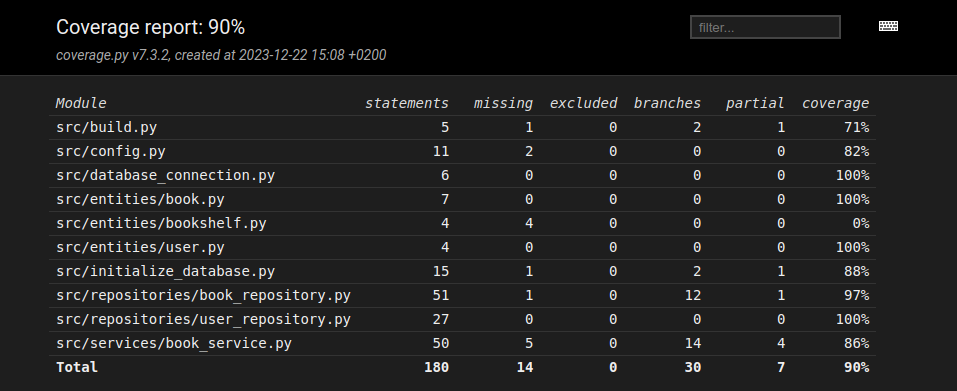 Coverage report: 90%
filter...
coverage.py v7.3.2, created at 2023-12-22 15:08 +0200
Module statements missing excluded branches partial coverage
src/build.py 5 1 0 2 1 71%
src/config.py 11 2 0 0 0 82%
src/database_connection.py 6 0 0 0 0 100%
src/entities/book.py 7 0 0 0 0 100%
src/entities/bookshelf.py 4 4 0 0 0 0%
src/entities/user.py 4 0 0 0 0 100%
src/initialize_database.py 15 1 0 2 1 88%
src/repositories/book_repository.py 51 1 0 12 1 97%
src/repositories/user_repository.py 27 0 0 0 0 100%
src/services/book_service.py 50 5 0 14 4 86%
Total 180 14 0 30 7 90%